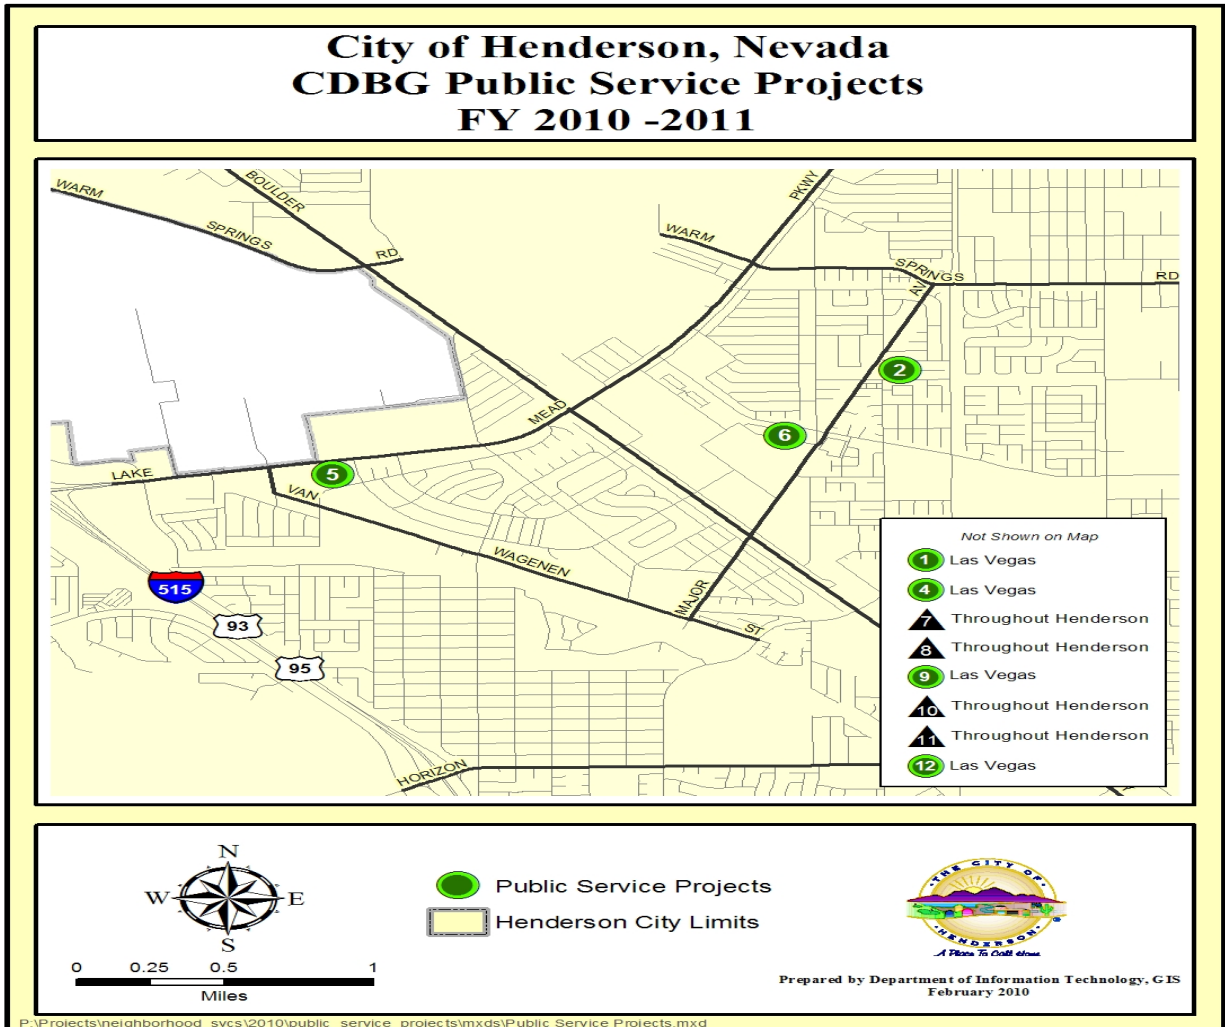 City of Henderson, Nevada
CDBG Public Service Projects
FY 2010 -2011
WARM
SPRINGS
RD
BOULDER
PKWY
WARM
SPRINGS
RD
AV
2
MEAD
6
LAKE
5
VAN
WAGENEN
MAJOR
ST
515
93
95
HORIZON
Not Shown on Map
1 Las Vegas
4 Las Vegas
7 Throughout Henderson
8 Throughout Henderson
9 Las Vegas
10 Throughout Henderson
11 Throughout Henderson
12 Las Vegas
N
W E
S
0 0.25 0.5 1
Miles
Public Service Projects
Henderson City Limits
THE CITY OF
HENDERSON
A Place To Call Home
Prepared by Department of Information Technology, GIS
February 2010
P:\Projects\neighborhood_svcs\2010\public_service_projects\mxds\Public Service Projects.mxd